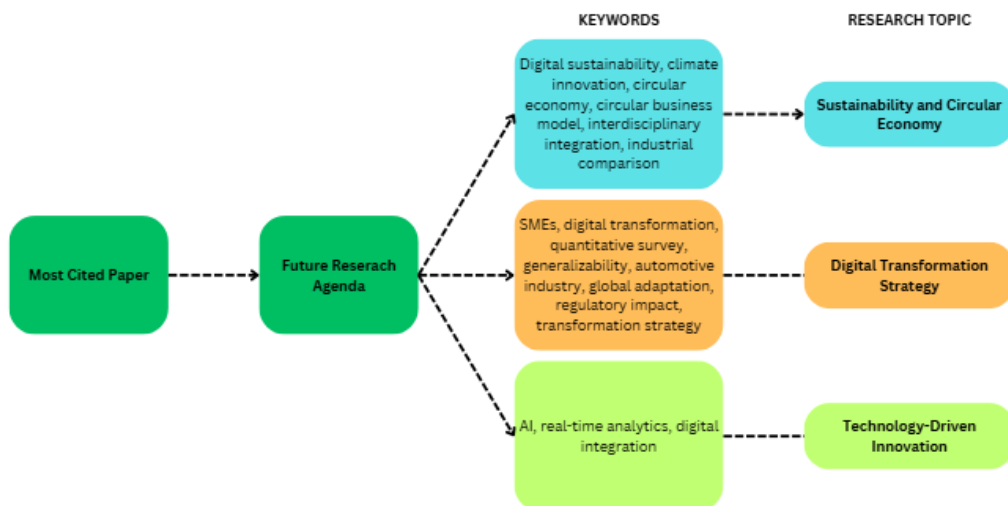 KEYWORDS
RESEARCH TOPIC
Digital sustainability, climate
innovation, circular
economy, circular business
model, interdisciplinary
integration, industrial
comparison
Sustainability and Circular
Economy
Most Cited Paper
Future Reserach
Agenda
SMEs, digital transformation,
quantitative survey,
generalizability, automotive
industry, global adaptation,
regulatory impact,
transformation strategy
Digital Transformation
Strategy
AI, real-time analytics, digital
integration
Technology-Driven
Innovation